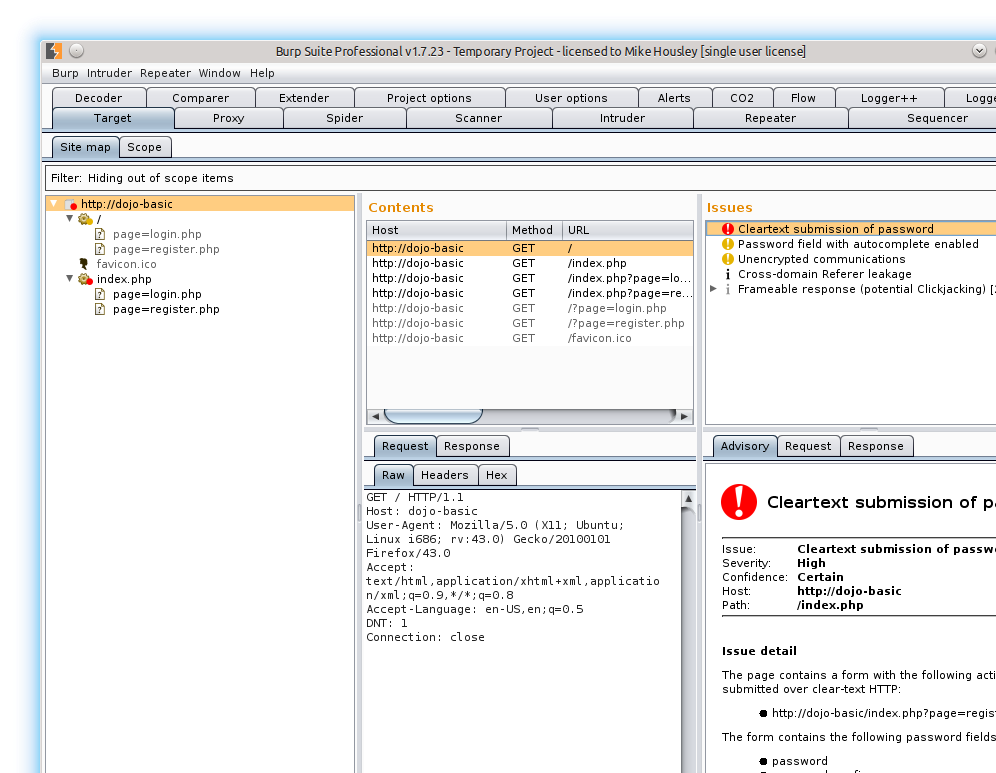 Burp Suite Professional v1.7.23 - Temporary Project - licensed to Mike Housley [single user license]
Burp Intruder Repeater Window Help
Decoder Comparer Extender Project options User options Alerts CO2 Flow Logger++ Logg
Target Proxy Spider Scanner Intruder Repeater Sequencer
Site map Scope
Filter: Hiding out of scope items
http://dojo-basic
/
page=login.php
page=register.php
favicon.ico
index.php
page=login.php
page=register.php
Contents
Host Method URL
http://dojo-basic GET /
http://dojo-basic GET /index.php
http://dojo-basic GET /index.php?page=lo...
http://dojo-basic GET /index.php?page=re...
http://dojo-basic GET /?page=login.php
http://dojo-basic GET /?page=register.php
http://dojo-basic GET /favicon.ico
Request Response
Raw Headers Hex
GET / HTTP/1.1
Host: dojo-basic
User-Agent: Mozilla/5.0 (X11; Ubuntu;
Linux i686; rv:43.0) Gecko/20100101
Firefox/43.0
Accept:
text/html,application/xhtml+xml,applicatio
n/xml;q=0.9,*/*;q=0.8
Accept-Language: en-US,en;q=0.5
DNT: 1
Connection: close
Issues
Cleartext submission of password
Password field with autocomplete enabled
Unencrypted communications
Cross-domain Referer leakage
Frameable response (potential Clickjacking) [
Advisory Request Response
Cleartext submission of p
Issue: Cleartext submission of passw
Severity: High
Confidence: Certain
Host: http://dojo-basic
Path: /index.php
Issue detail
The page contains a form with the following acti
submitted over clear-text HTTP:
http://dojo-basic/index.php?page=regis
The form contains the following password fields
password